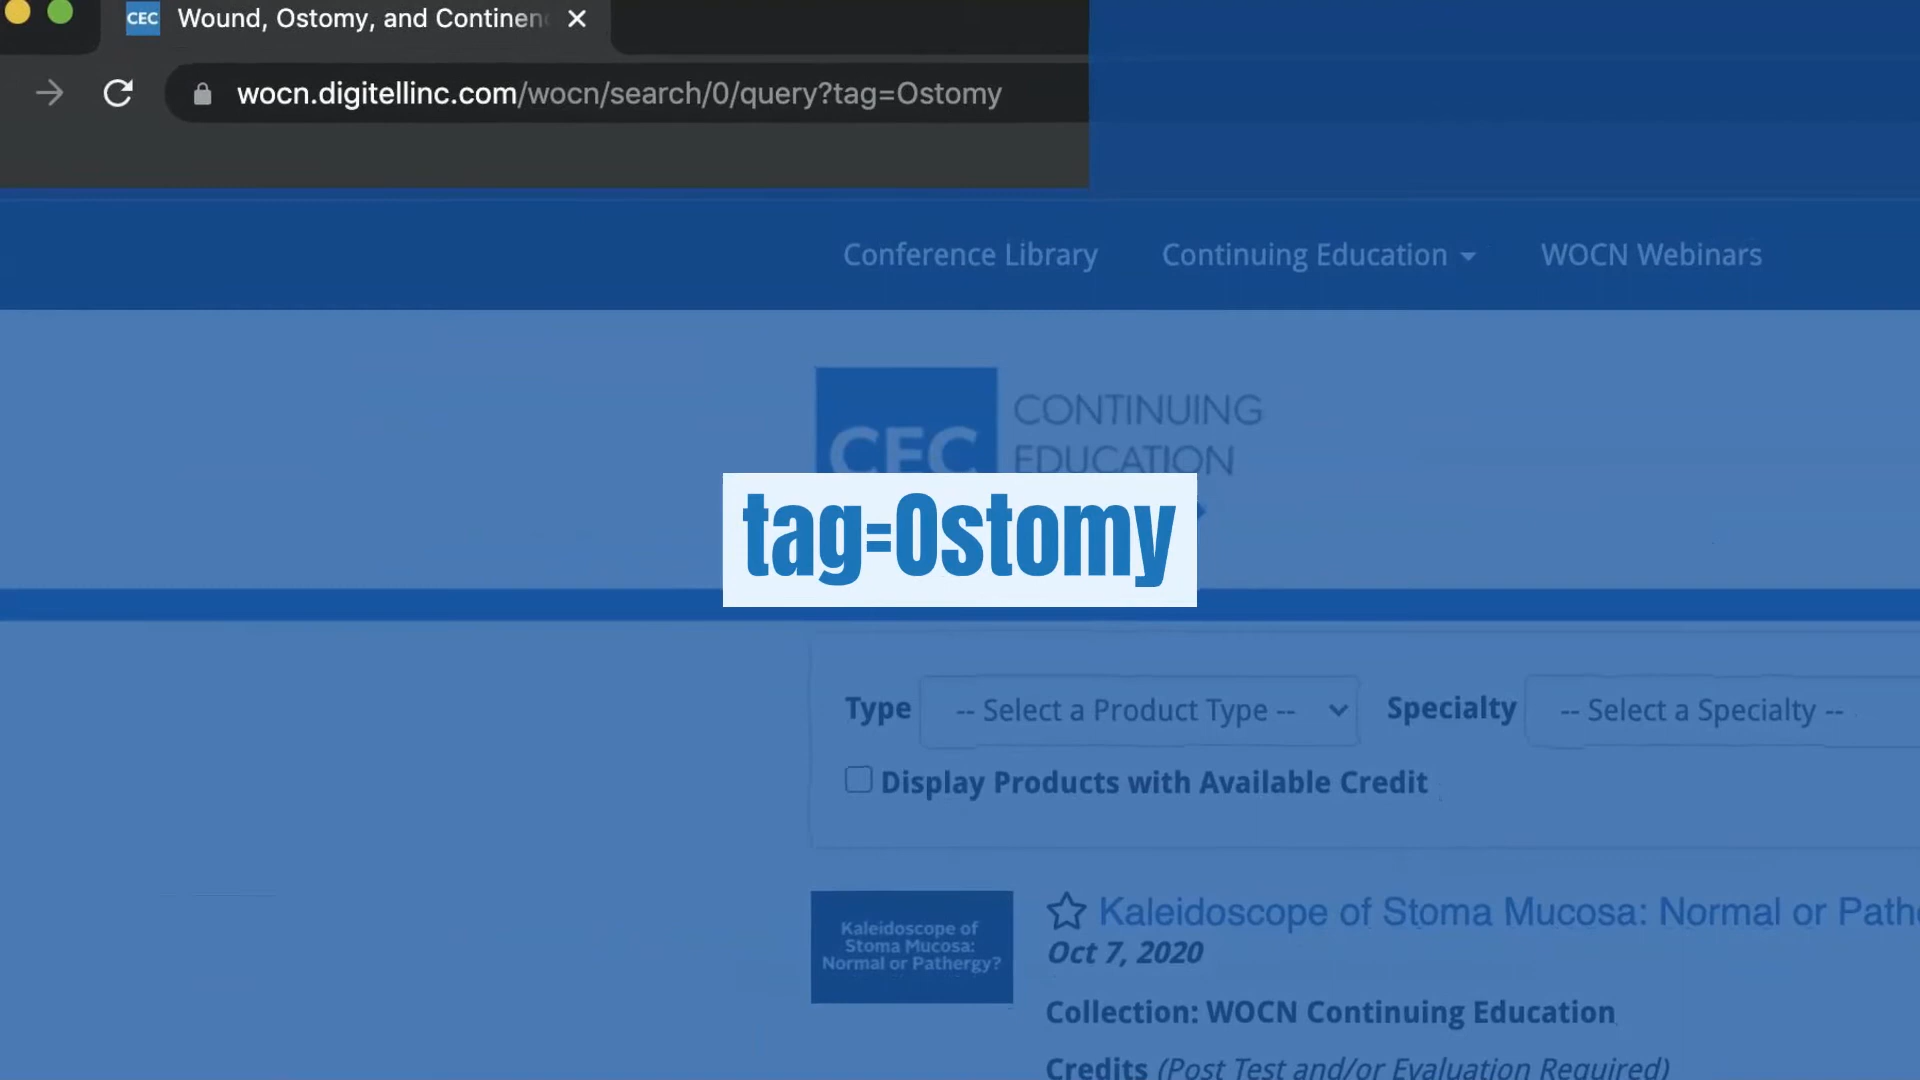 CEC Wound, Ostomy, and Continen
wocn.digitellinc.com/wocn/search/0/query?tag=Ostomy
Conference Library Continuing Education WOCN Webinars
CEC CONTINUING
EDUCATION
tag=Ostomy
Type -- Select a Product Type -- Specialty -- Select a Specialty --
Display Products with Available Credit
Kaleidoscope of
Stoma Mucosa:
Normal or Pathergy?
Kaleidoscope of Stoma Mucosa: Normal or Path
Oct 7, 2020
Collection: WOCN Continuing Education
Credits (Post Test and/or Evaluation Required)